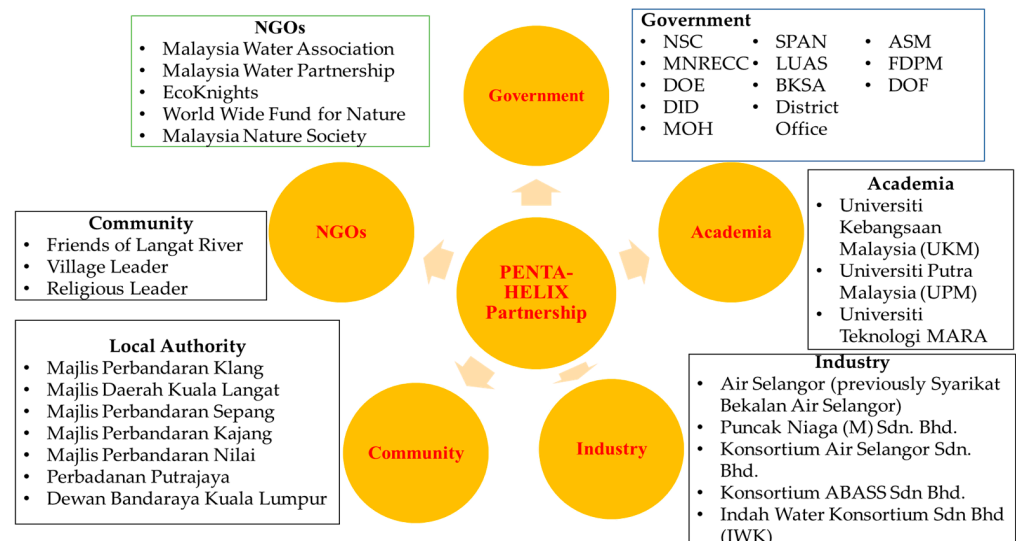 NGOs
• Malaysia Water Association
• Malaysia Water Partnership
• EcoKnights
• World Wide Fund for Nature
• Malaysia Nature Society
Government
Government
• NSC
• MNRECC
• DOE
• DID
• MOH
• SPAN
• LUAS
• BKSA
• District
Office
• ASM
• FDPM
• DOF
Community
• Friends of Langat River
• Village Leader
• Religious Leader
NGOs
PENTA-
HELIX
Partnership
Academia
Academia
• Universiti
Kebangsaan
Malaysia (UKM)
• Universiti Putra
Malaysia (UPM)
• Universiti
Teknologi MARA
Local Authority
• Majlis Perbandaran Klang
• Majlis Daerah Kuala Langat
• Majlis Perbandaran Sepang
• Majlis Perbandaran Kajang
• Majlis Perbandaran Nilai
• Perbadanan Putrajaya
• Dewan Bandaraya Kuala Lumpur
Community
Industry
Industry
• Air Selangor (previously Syarikat
Bekalan Air Selangor)
• Puncak Niaga (M) Sdn. Bhd.
• Konsortium Air Selangor Sdn.
Bhd.
• Konsortium ABASS Sdn Bhd.
• Indah Water Konsortium Sdn Bhd
(IWK)